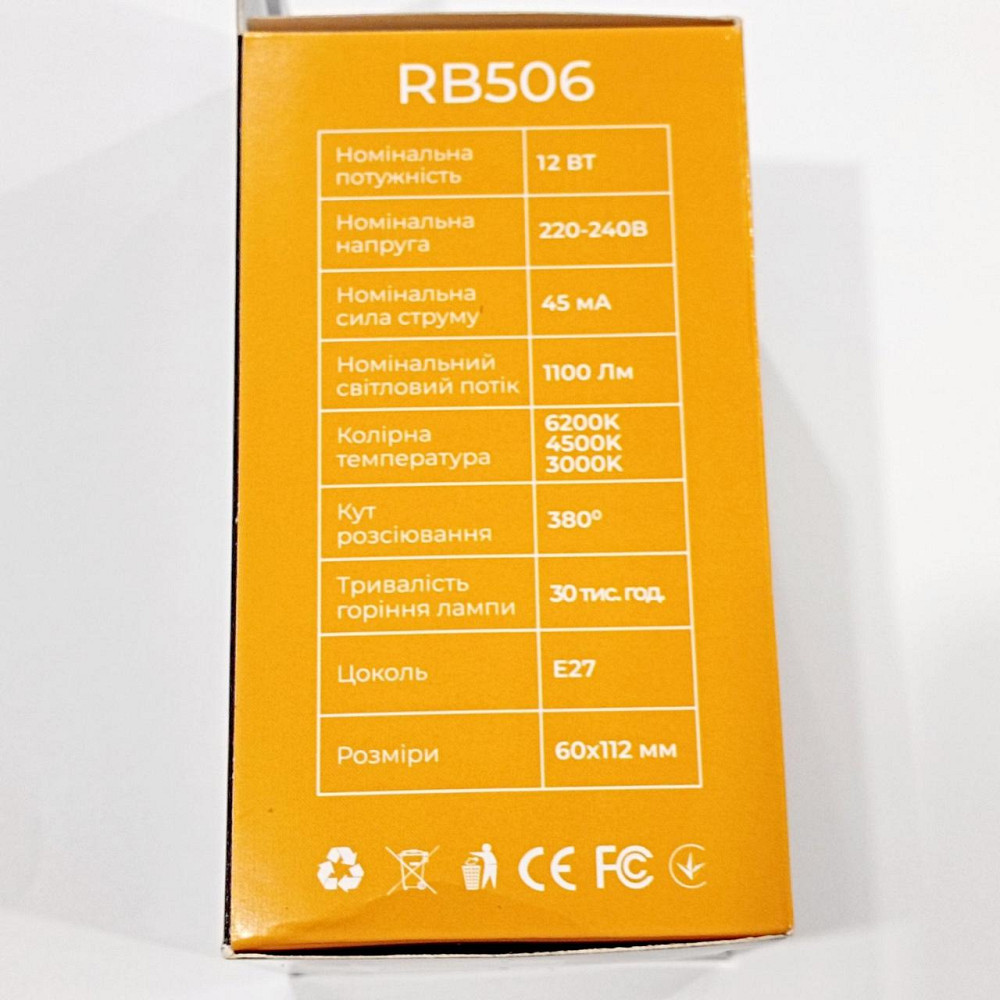 RB506
Номінальна
потужність
12 ВТ
Номінальна
напруга
220-240В
Номінальна
сила струму
45 мА
Номінальний
світловий потік
1100 Лм
Колірна
температура
6200K
4500K
3000K
Кут
розсіювання
380°
Тривалість
горіння лампи
30 тис. год.
Цоколь
E27
Розміри
60x112 мм
CE FC